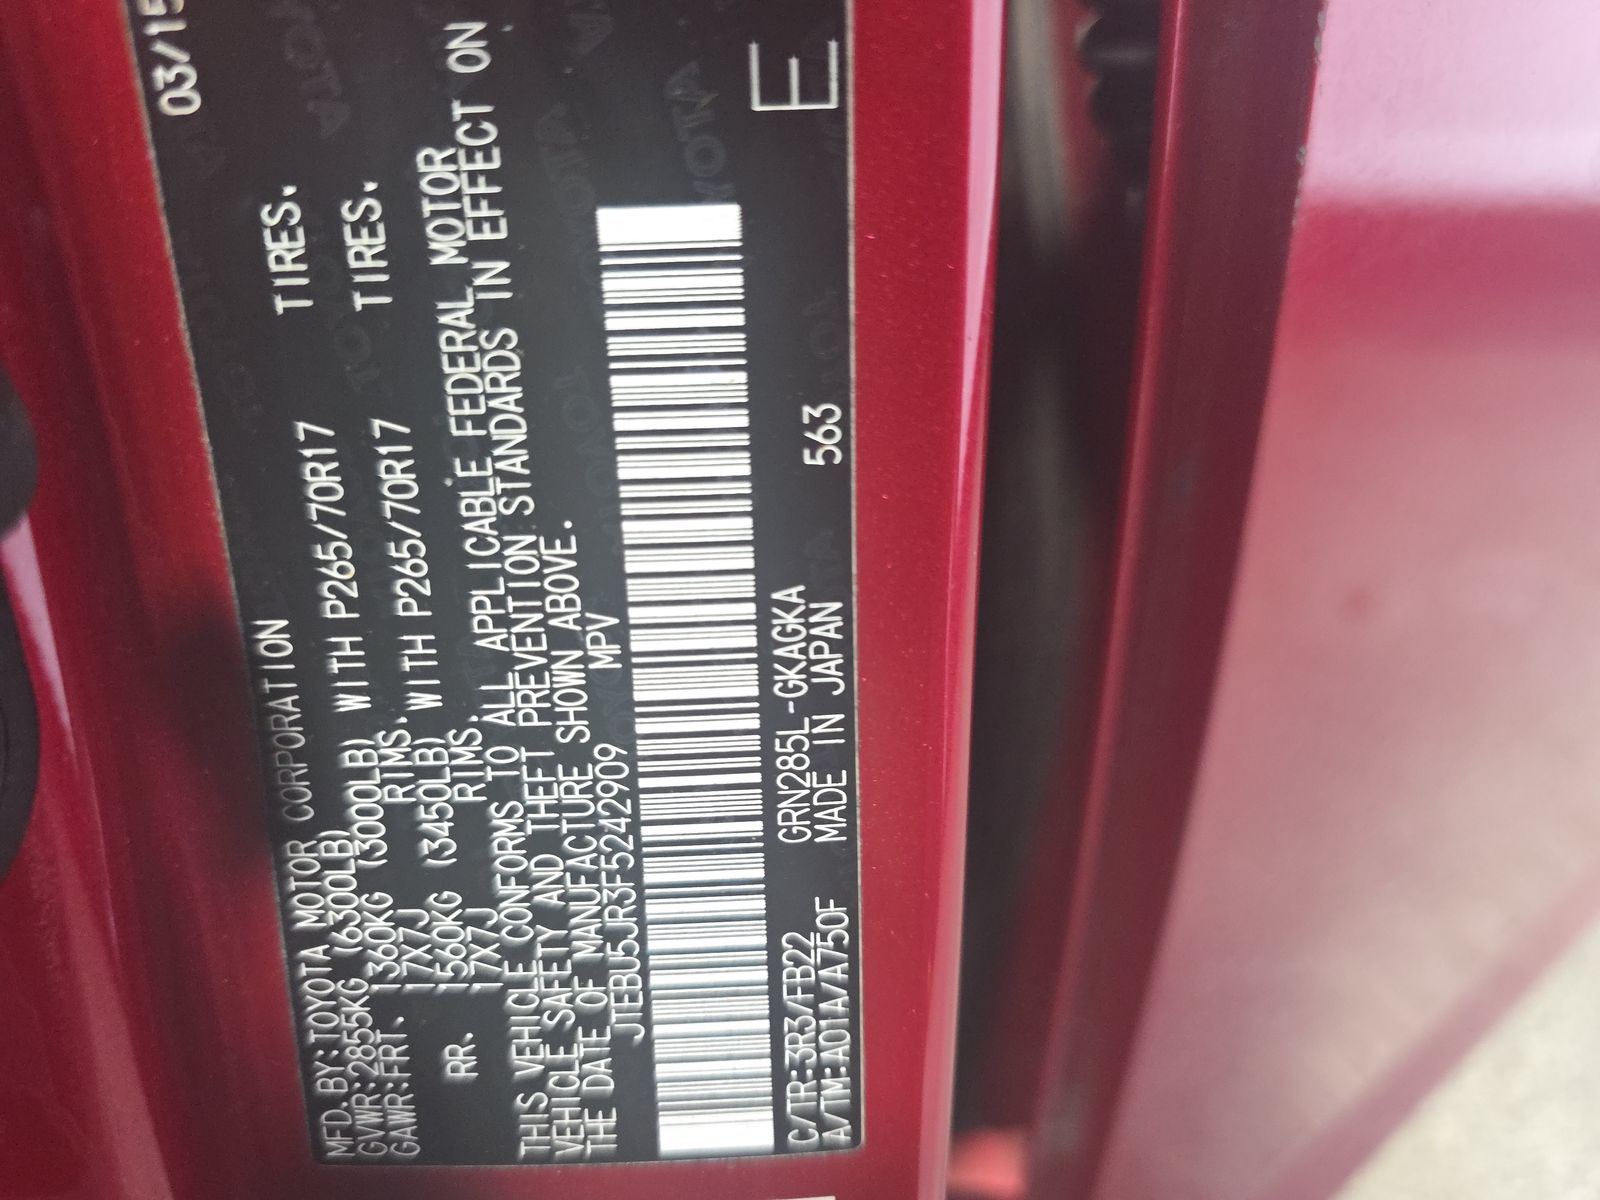 MFD. BY: TOYOTA MOTOR CORPORATION 03/15
GVWR: 2855KG (6300LB)
GAWR: FRT. 1360KG (3000LB) WITH P265/70R17 TIRES.
17X7J RIMS.
RR. 1560KG (3450LB) WITH P265/70R17 TIRES.
17X7J RIMS.
THIS VEHICLE CONFORMS TO ALL APPLICABLE FEDERAL MOTOR
VEHICLE SAFETY AND THEFT PREVENTION STANDARDS IN EFFECT ON
THE DATE OF MANUFACTURE SHOWN ABOVE.
JTEBU5JR3F5242909 MPV
C/TR: 3R3/FB22 GRN285L-GKAGKA
A/TM: A01A/A750F MADE IN JAPAN 563
E